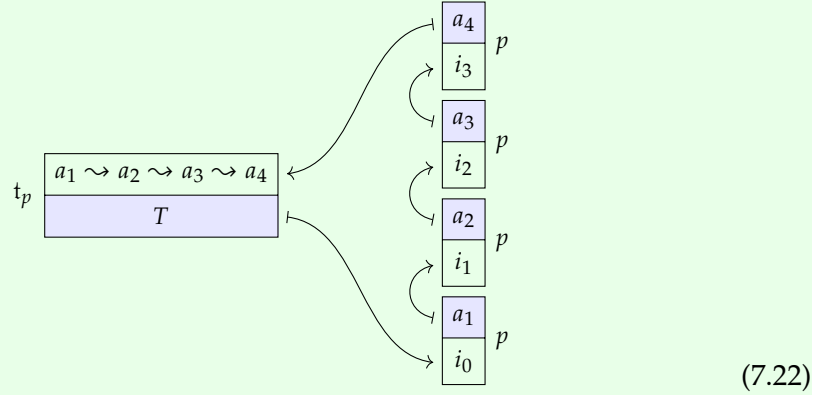 a₄
p
i₃
a₃
p
i₂
a₁ ⇝ a₂ ⇝ a₃ ⇝ a₄
𝔱ₚ
T
a₂
p
i₁
a₁
p
i₀
(7.22)